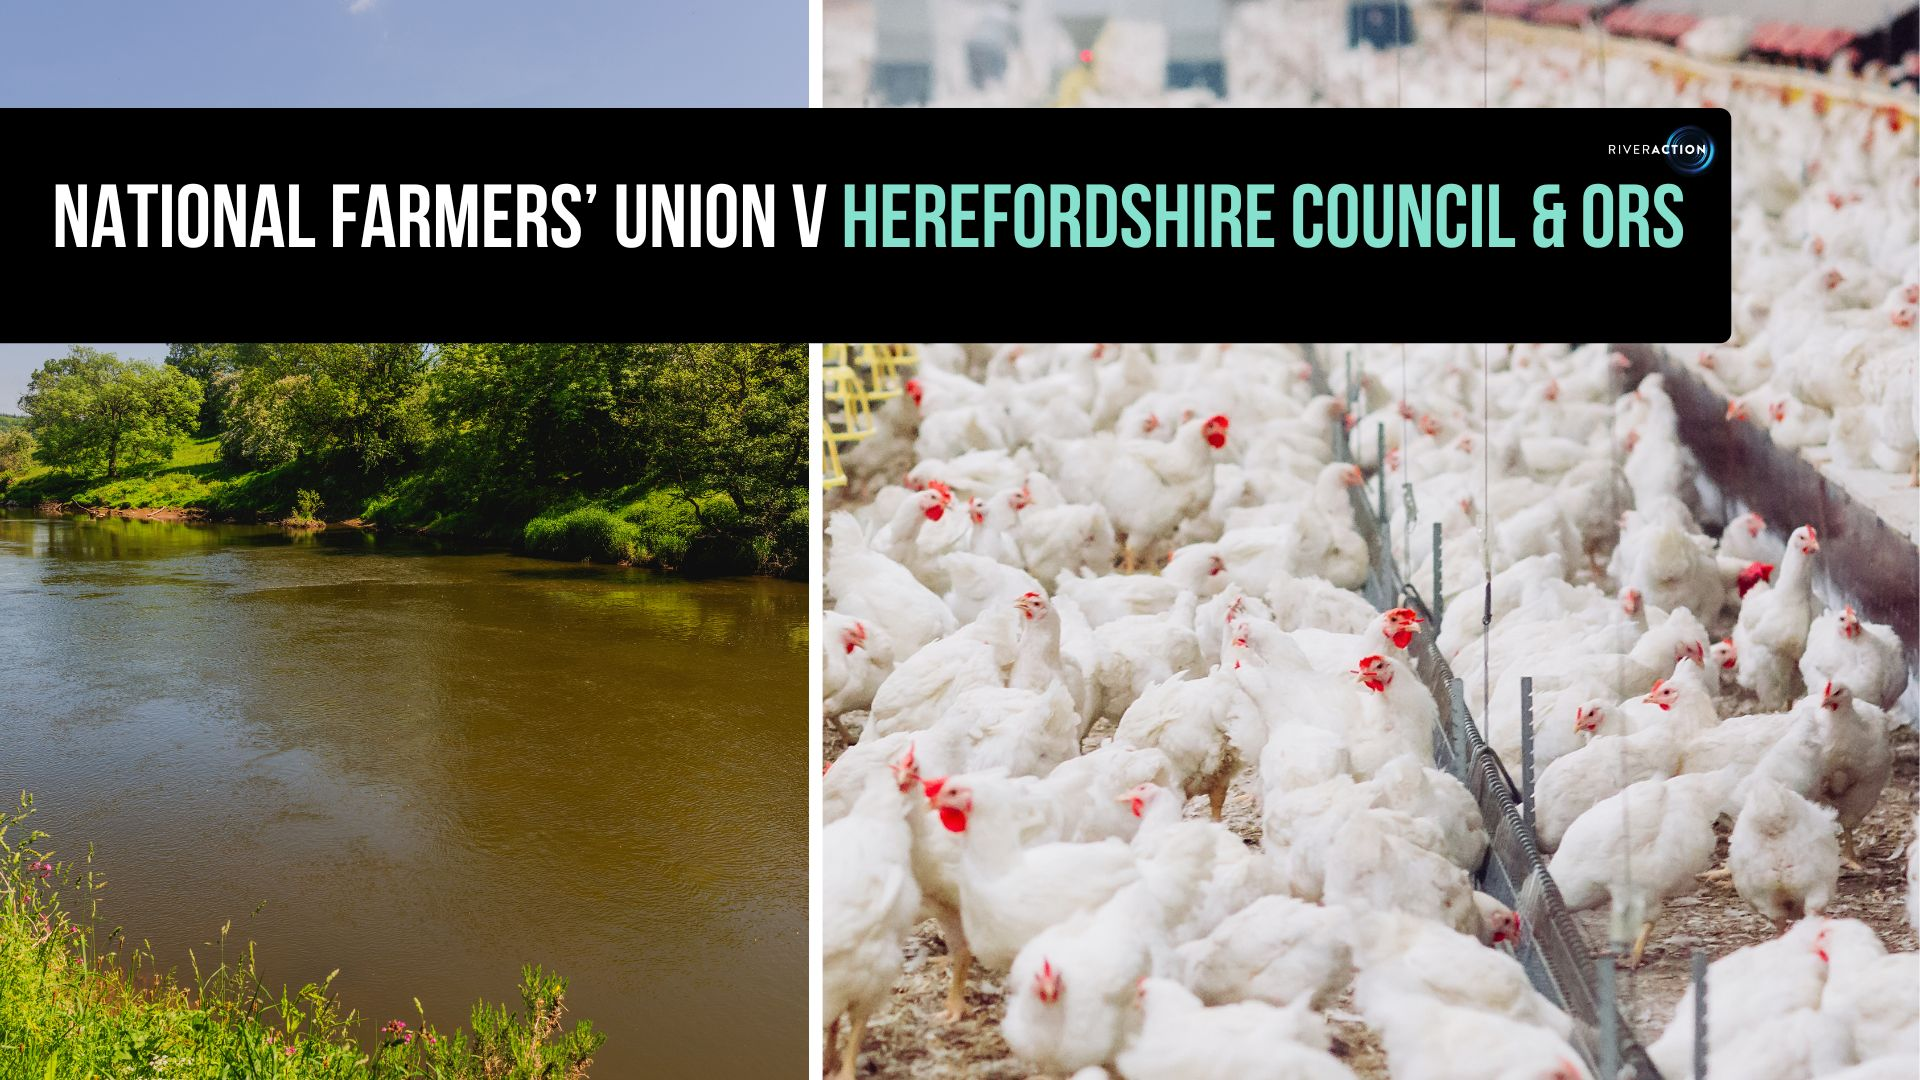 RIVERACTION
NATIONAL FARMERS’ UNION V HEREFORDSHIRE COUNCIL & ORS